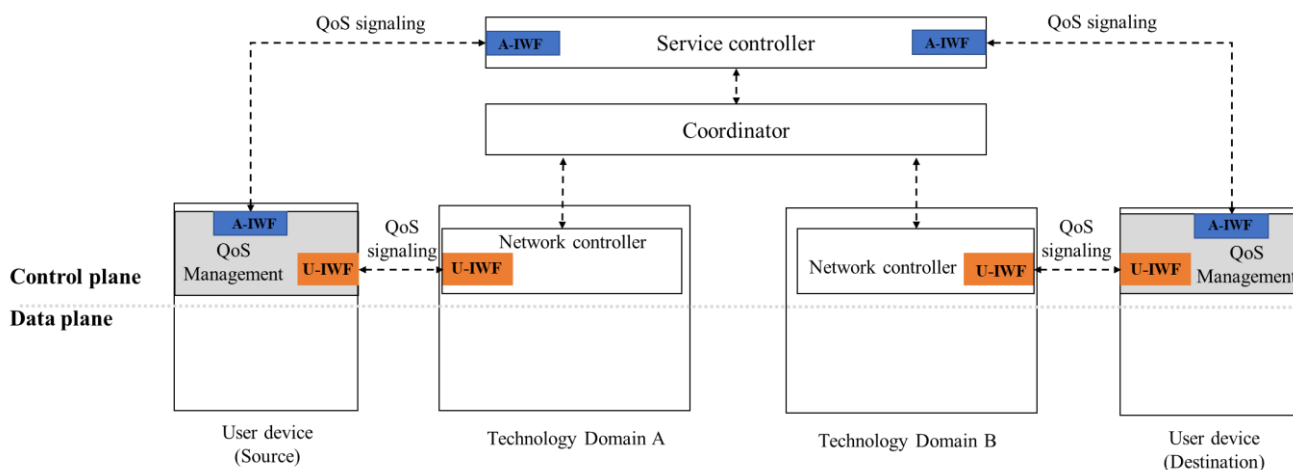 QoS signaling
QoS signaling
A-IWF
Service controller
A-IWF
Coordinator
A-IWF
QoS
Management
U-IWF
QoS
signaling
Network controller
U-IWF
Network controller
U-IWF
QoS
signaling
A-IWF
U-IWF
QoS
Management
Control plane
Data plane
User device
(Source)
Technology Domain A
Technology Domain B
User device
(Destination)